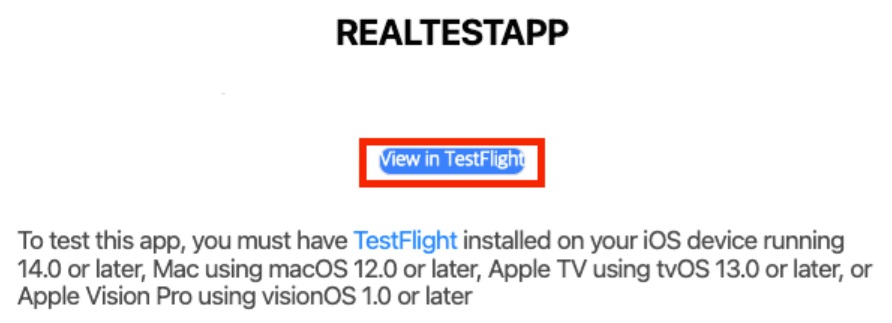 REALTESTAPP
View in TestFlight
To test this app, you must have TestFlight installed on your iOS device running
14.0 or later, Mac using macOS 12.0 or later, Apple TV using tvOS 13.0 or later, or
Apple Vision Pro using visionOS 1.0 or later